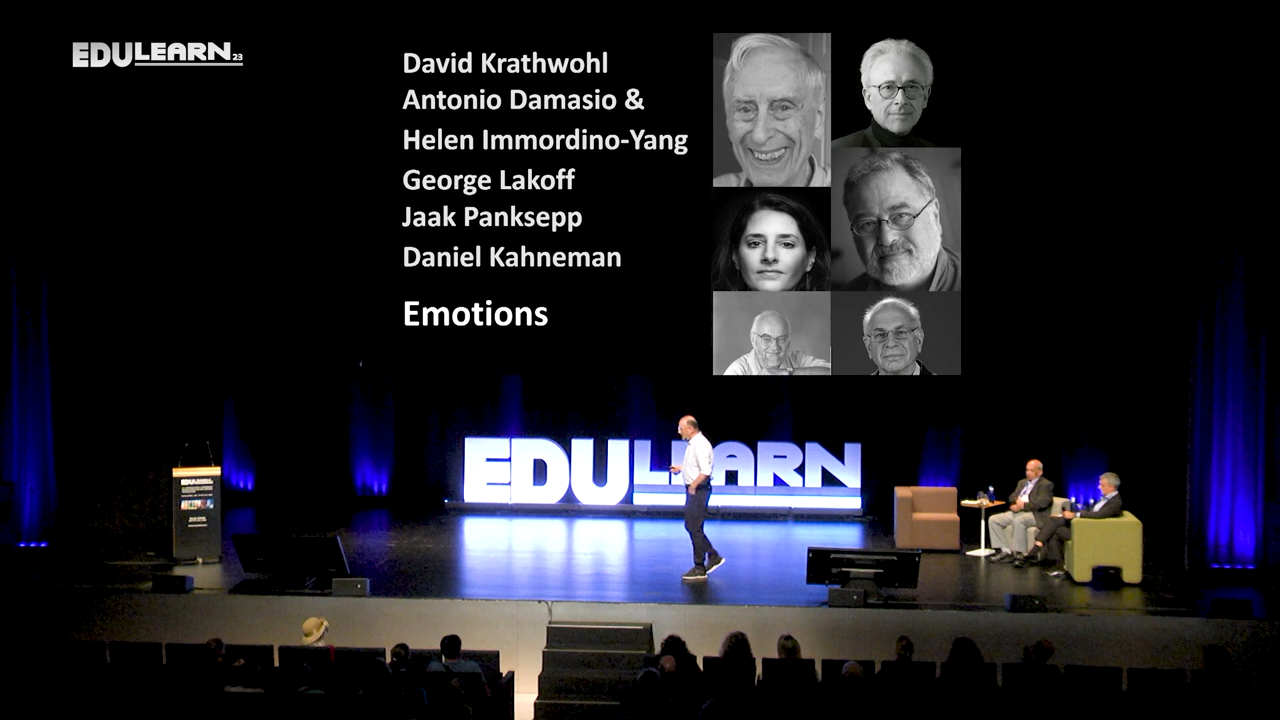 EDULEARN23
David Krathwohl
Antonio Damasio &
Helen Immordino-Yang
George Lakoff
Jaak Panksepp
Daniel Kahneman
Emotions
EDULEARN